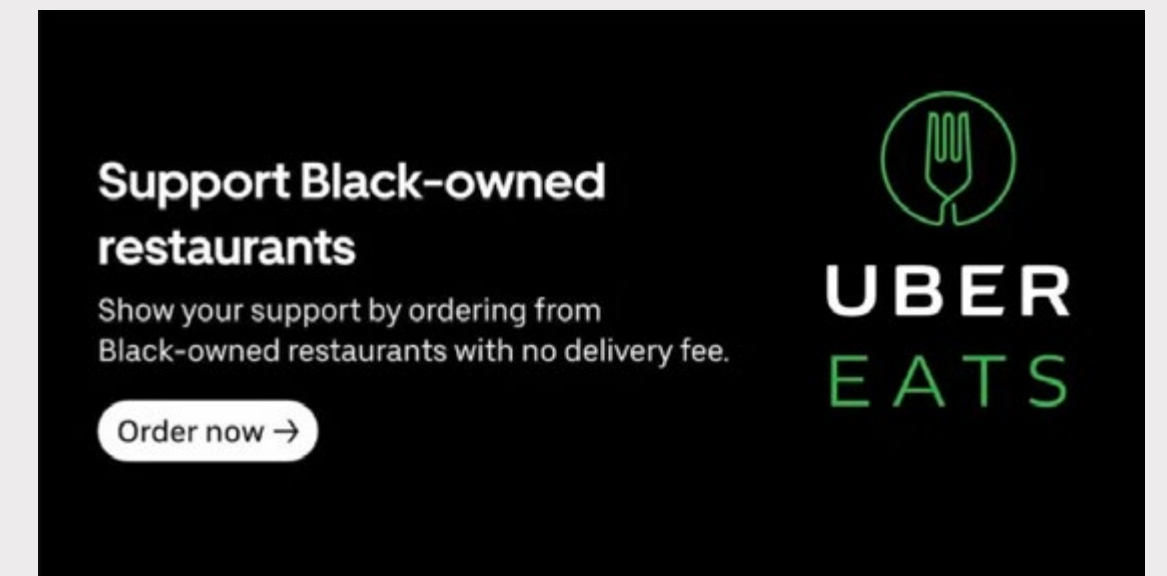 Support Black-owned
restaurants
Show your support by ordering from
Black-owned restaurants with no delivery fee.
Order now →
UBER
EATS